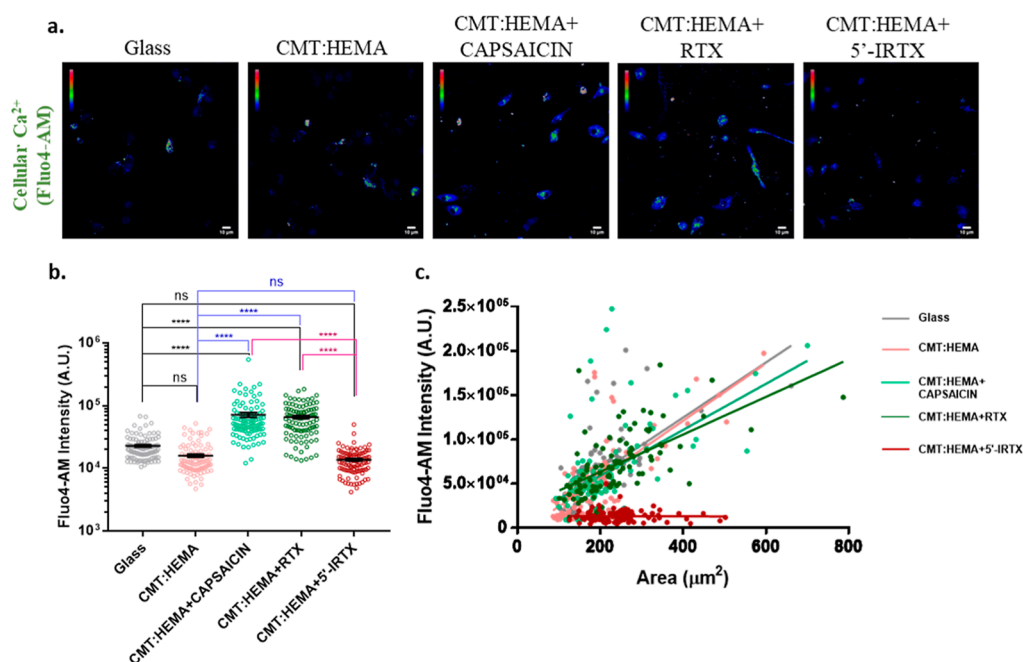 a.
Glass
CMT:HEMA
CMT:HEMA+
CAPSAICIN
CMT:HEMA+
RTX
CMT:HEMA+
5’-IRTX
Cellular Ca²⁺
(Fluo4-AM)
10 µm
10 µm
10 µm
10 µm
10 µm
b.
ns
ns
****
****
****
****
****
****
ns
Fluo4-AM Intensity (A.U.)
10⁶
10⁵
10⁴
10³
Glass
CMT:HEMA
CMT:HEMA+CAPSAICIN
CMT:HEMA+RTX
CMT:HEMA+5'-IRTX
c.
Fluo4-AM Intensity (A.U.)
2.5×10⁰⁵
2.0×10⁰⁵
1.5×10⁰⁵
1.0×10⁰⁵
5.0×10⁰⁴
0
0
200
400
600
800
Area (µm²)
Glass
CMT:HEMA
CMT:HEMA+
CAPSAICIN
CMT:HEMA+RTX
CMT:HEMA+5'-IRTX